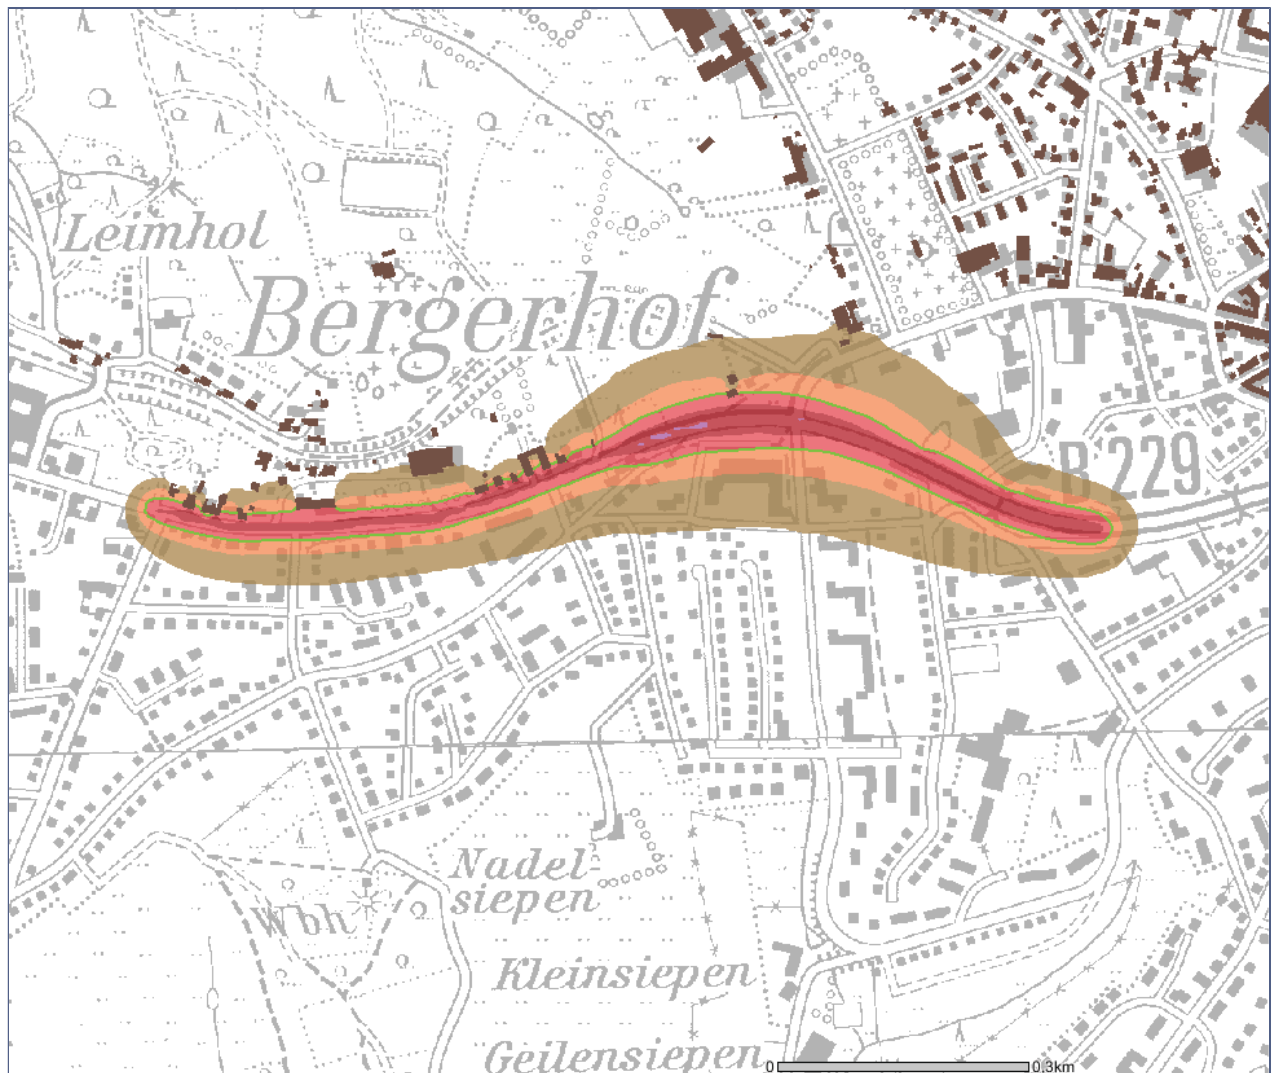 Leimhol
Bergerhof
B 229
Nadel-
siepen
Wbh
Kleinsiepen
Geilensiepen
0 0.3km